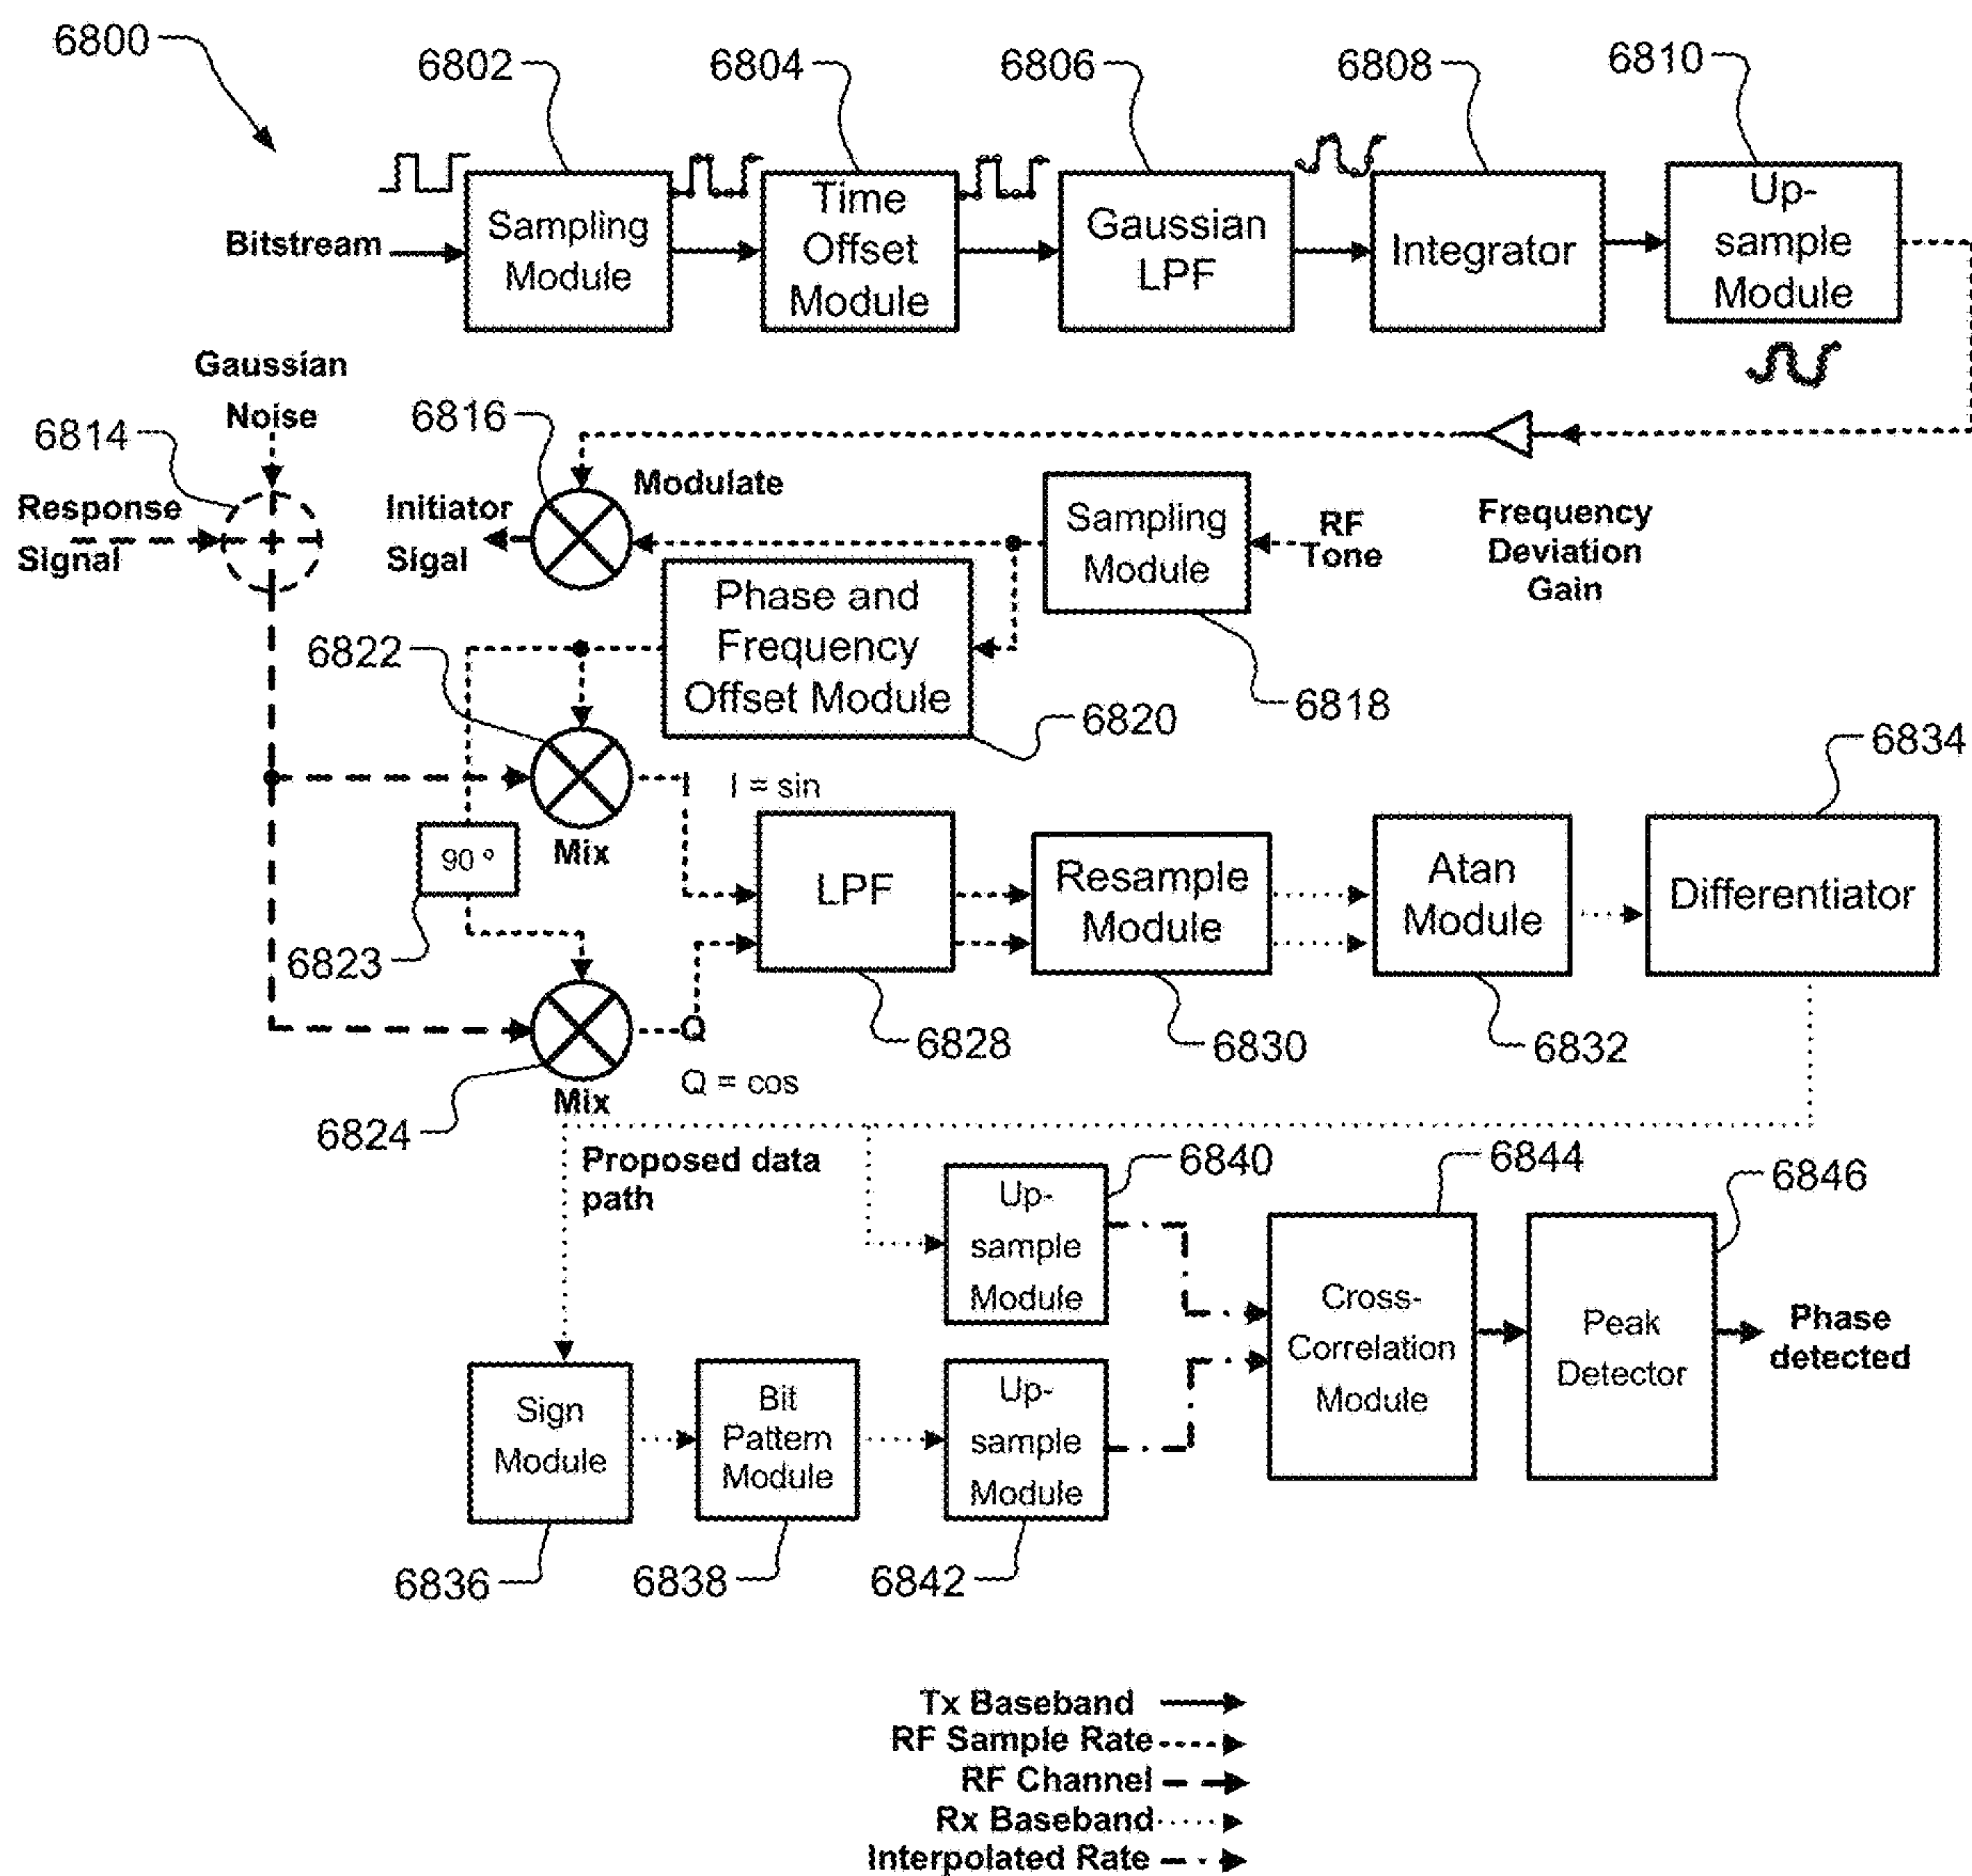 6800
6802
6804
6806
6808
6810
Bitstream
Sampling
Module
Time
Offset
Module
Gaussian
LPF
Integrator
Up-
sample
Module
Gaussian
Noise
6814
6816
Response
Signal
Initiator
Sigal
Modulate
Sampling
Module
RF
Tone
Frequency
Deviation
Gain
Phase and
Frequency
Offset Module
6818
6820
6822
I = sin
Mix
90 °
6823
LPF
Resample
Module
Atan
Module
Differentiator
6834
6828
6830
6832
Q
Q = cos
Mix
6824
Proposed data
path
Up-
sample
Module
6840
6844
6846
Cross-
Correlation
Module
Peak
Detector
Phase
detected
Sign
Module
Bit
Pattern
Module
Up-
sample
Module
6836
6838
6842
Tx Baseband
RF Sample Rate
RF Channel
Rx Baseband
Interpolated Rate